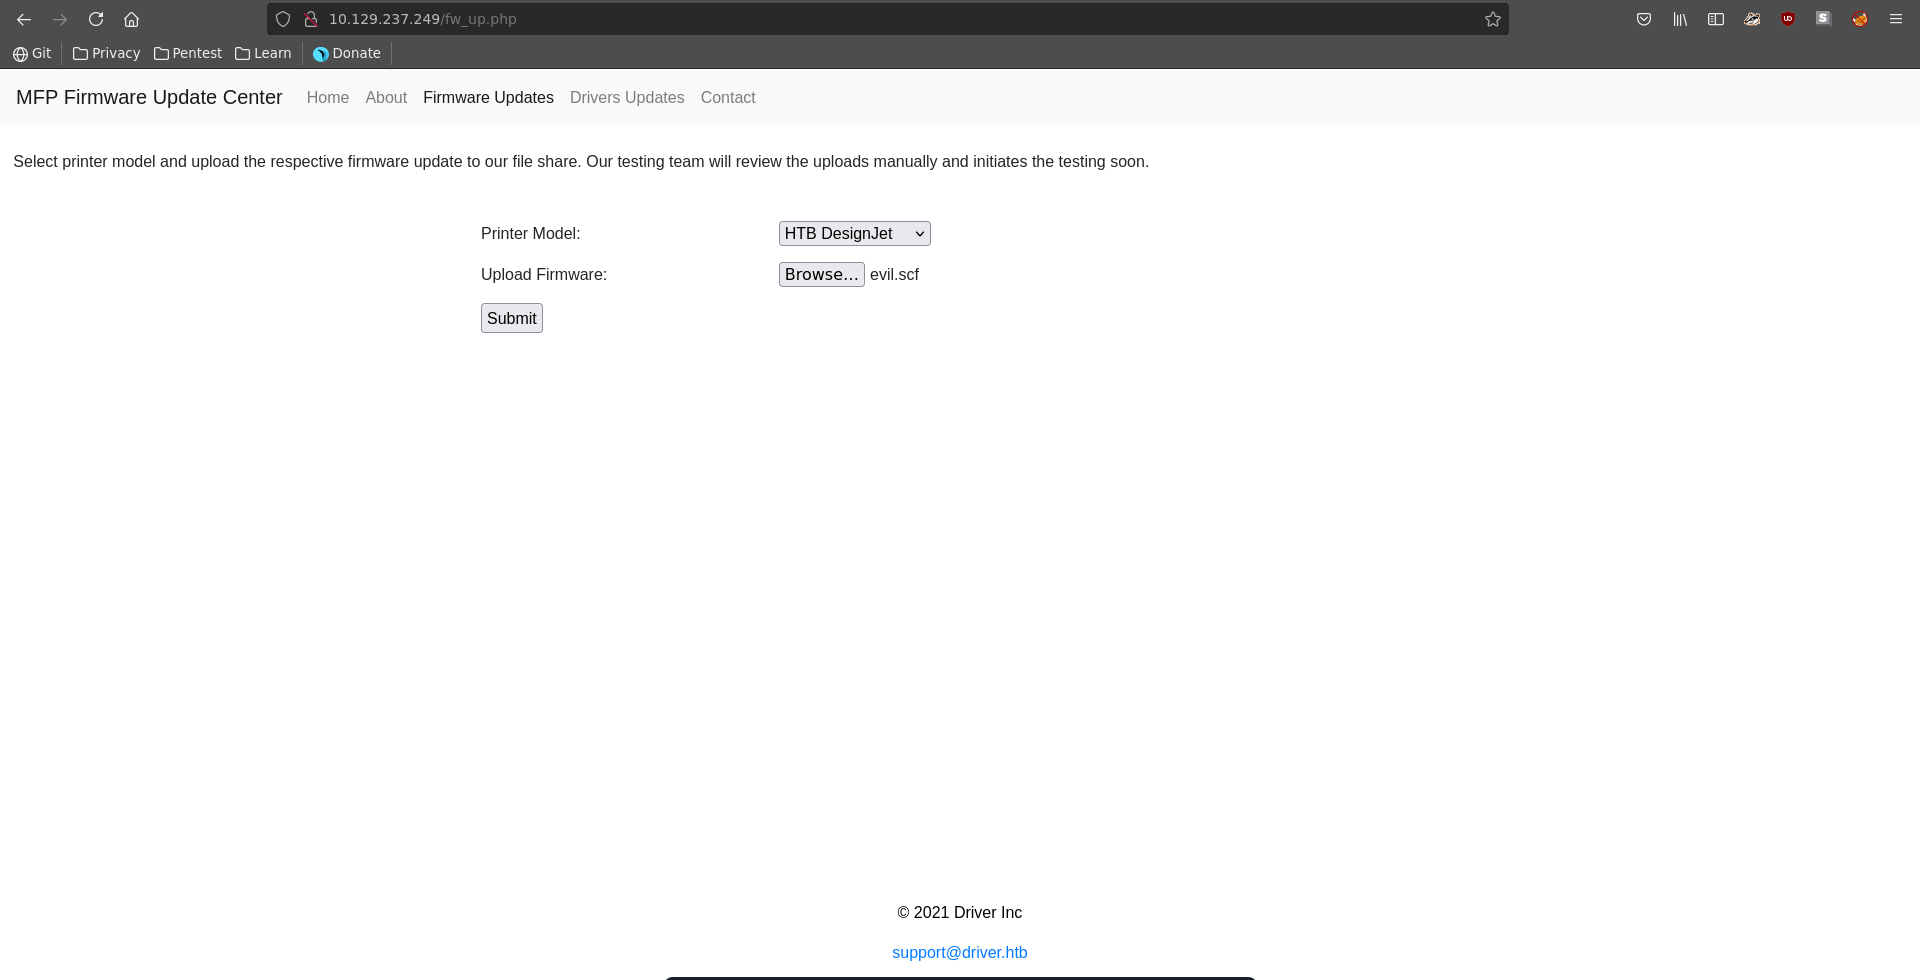 10.129.237.249/fw_up.php
Git Privacy Pentest Learn Donate
MFP Firmware Update Center Home About Firmware Updates Drivers Updates Contact
Select printer model and upload the respective firmware update to our file share. Our testing team will review the uploads manually and initiates the testing soon.
Printer Model: HTB DesignJet
Upload Firmware: Browse... evil.scf
Submit
© 2021 Driver Inc
support@driver.htb